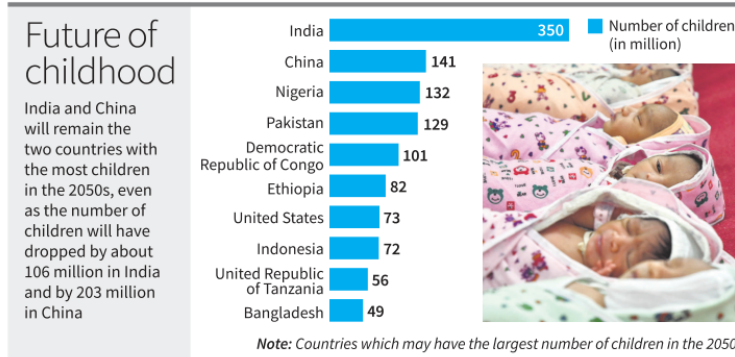 Future of
childhood
India and China
will remain the
two countries with
the most children
in the 2050s, even
as the number of
children will have
dropped by about
106 million in India
and by 203 million
in China
Number of children
(in million)
India 350
China 141
Nigeria 132
Pakistan 129
Democratic
Republic of Congo 101
Ethiopia 82
United States 73
Indonesia 72
United Republic
of Tanzania 56
Bangladesh 49
Note: Countries which may have the largest number of children in the 2050